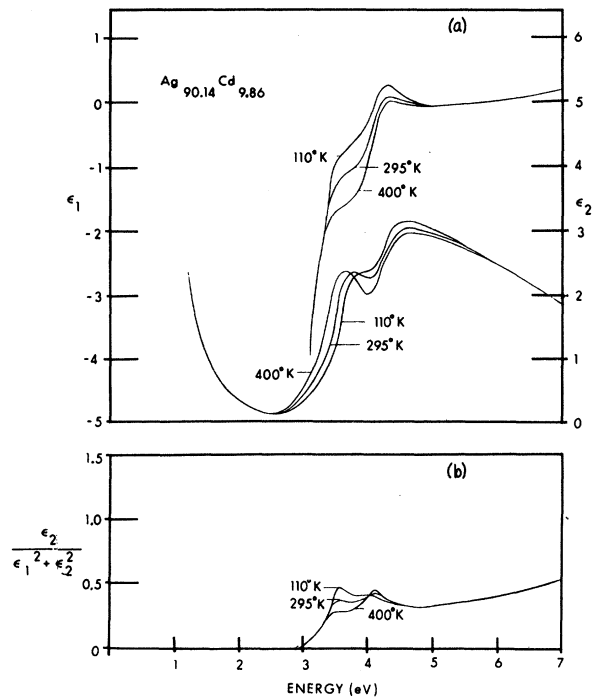 (a)
1
0
-1
-2
-3
-4
-5
ϵ1
Ag 90.14 Cd 9.86
110°K
295°K
400°K
110°K
295°K
400°K
6
5
4
3
2
1
0
ϵ2
(b)
1.5
1.0
0.5
0
ϵ2
ϵ1² + ϵ2²
110°K
295°K
400°K
1 2 3 4 5 6 7
ENERGY (eV)